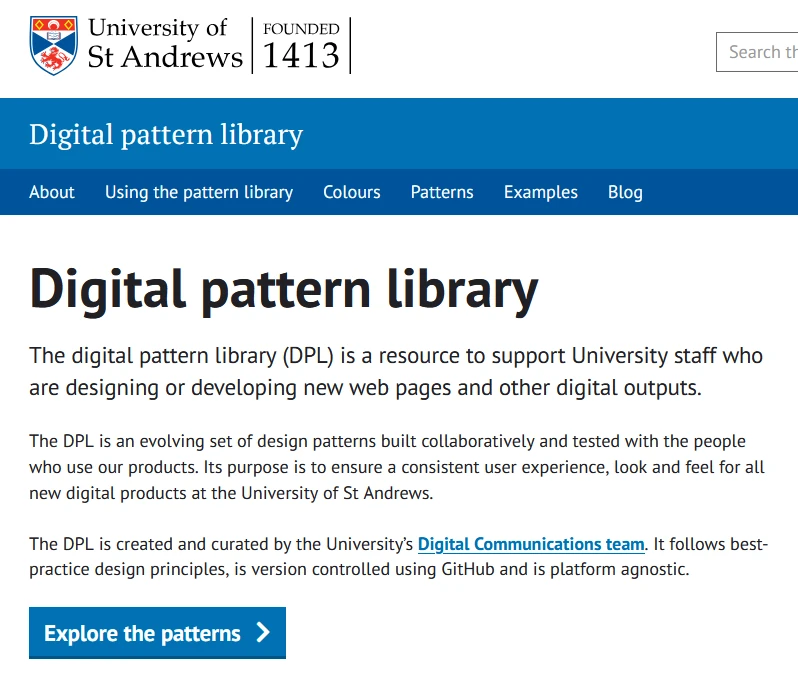 University of
St Andrews
FOUNDED
1413
Search th
Digital pattern library
About Using the pattern library Colours Patterns Examples Blog
Digital pattern library
The digital pattern library (DPL) is a resource to support University staff who
are designing or developing new web pages and other digital outputs.
The DPL is an evolving set of design patterns built collaboratively and tested with the people
who use our products. Its purpose is to ensure a consistent user experience, look and feel for all
new digital products at the University of St Andrews.
The DPL is created and curated by the University’s Digital Communications team. It follows best-
practice design principles, is version controlled using GitHub and is platform agnostic.
Explore the patterns